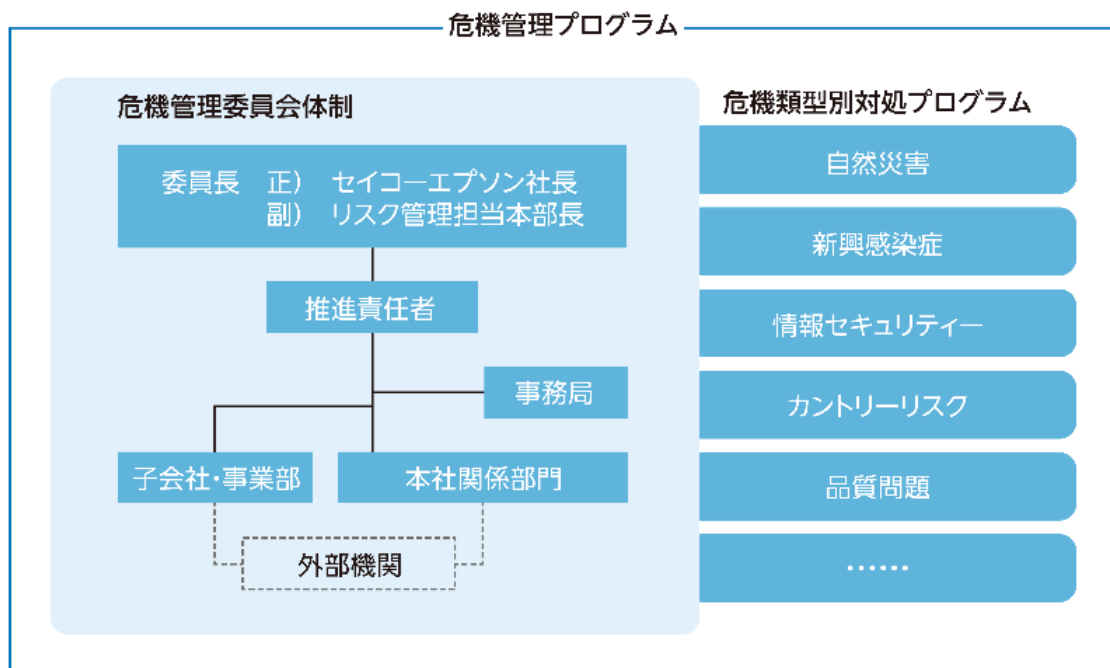 危機管理プログラム
危機管理委員会体制
委員長 正） セイコーエプソン社長
副） リスク管理担当本部長
推進責任者
事務局
子会社・事業部
本社関係部門
外部機関
危機類型別対処プログラム
自然災害
新興感染症
情報セキュリティー
カントリーリスク
品質問題
……